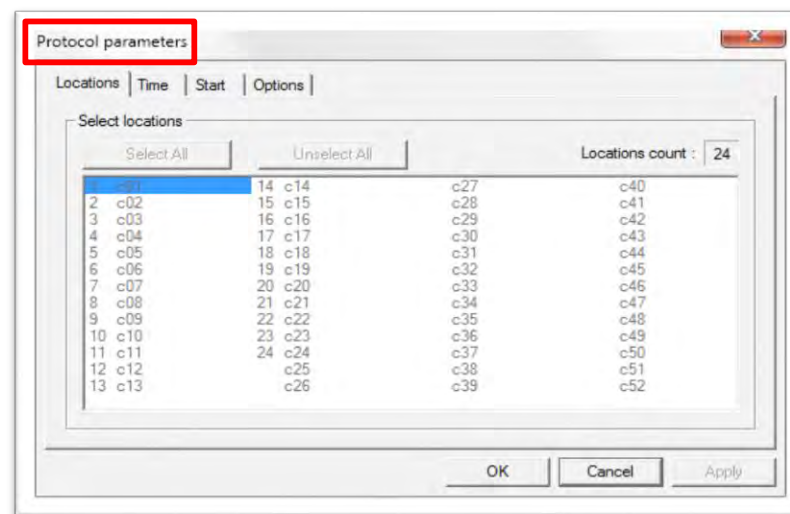 Protocol parameters
Locations Time Start Options
Select locations
Select All Unselect All Locations count : 24
1 c01 14 c14 c27 c40
2 c02 15 c15 c28 c41
3 c03 16 c16 c29 c42
4 c04 17 c17 c30 c43
5 c05 18 c18 c31 c44
6 c06 19 c19 c32 c45
7 c07 20 c20 c33 c46
8 c08 21 c21 c34 c47
9 c09 22 c22 c35 c48
10 c10 23 c23 c36 c49
11 c11 24 c24 c37 c50
12 c12 c25 c38 c51
13 c13 c26 c39 c52
OK Cancel Apply